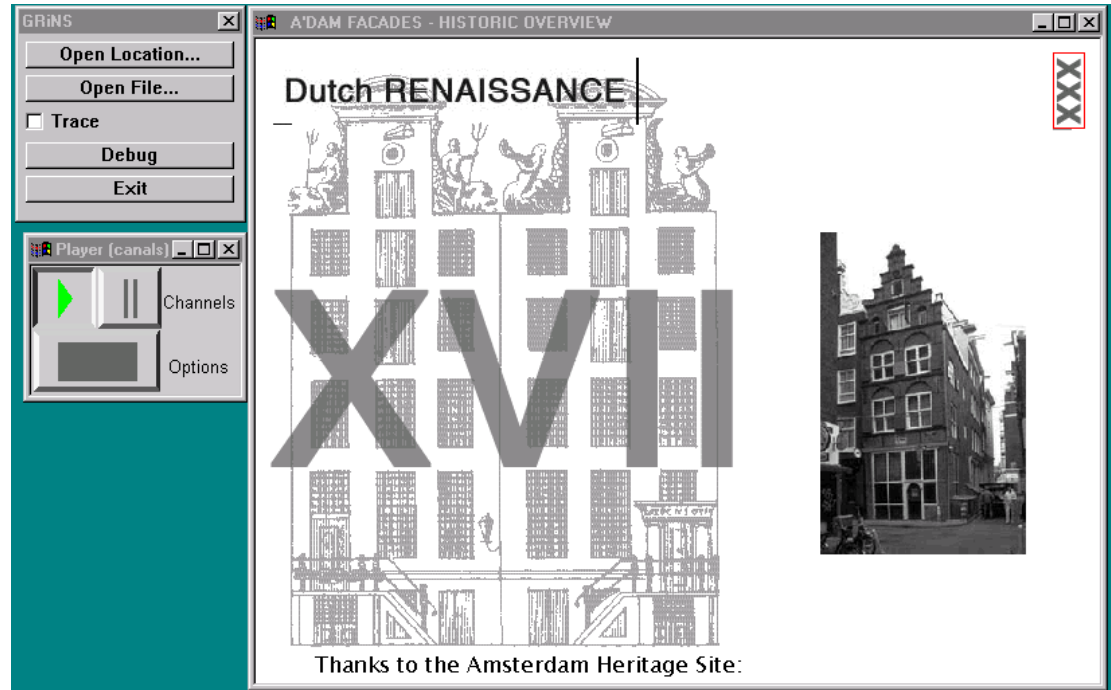 GRiNS
Open Location...
Open File...
Trace
Debug
Exit
Player (canals)
Channels
Options
A'DAM FACADES - HISTORIC OVERVIEW
Dutch RENAISSANCE
XXX
XVII
Thanks to the Amsterdam Heritage Site: